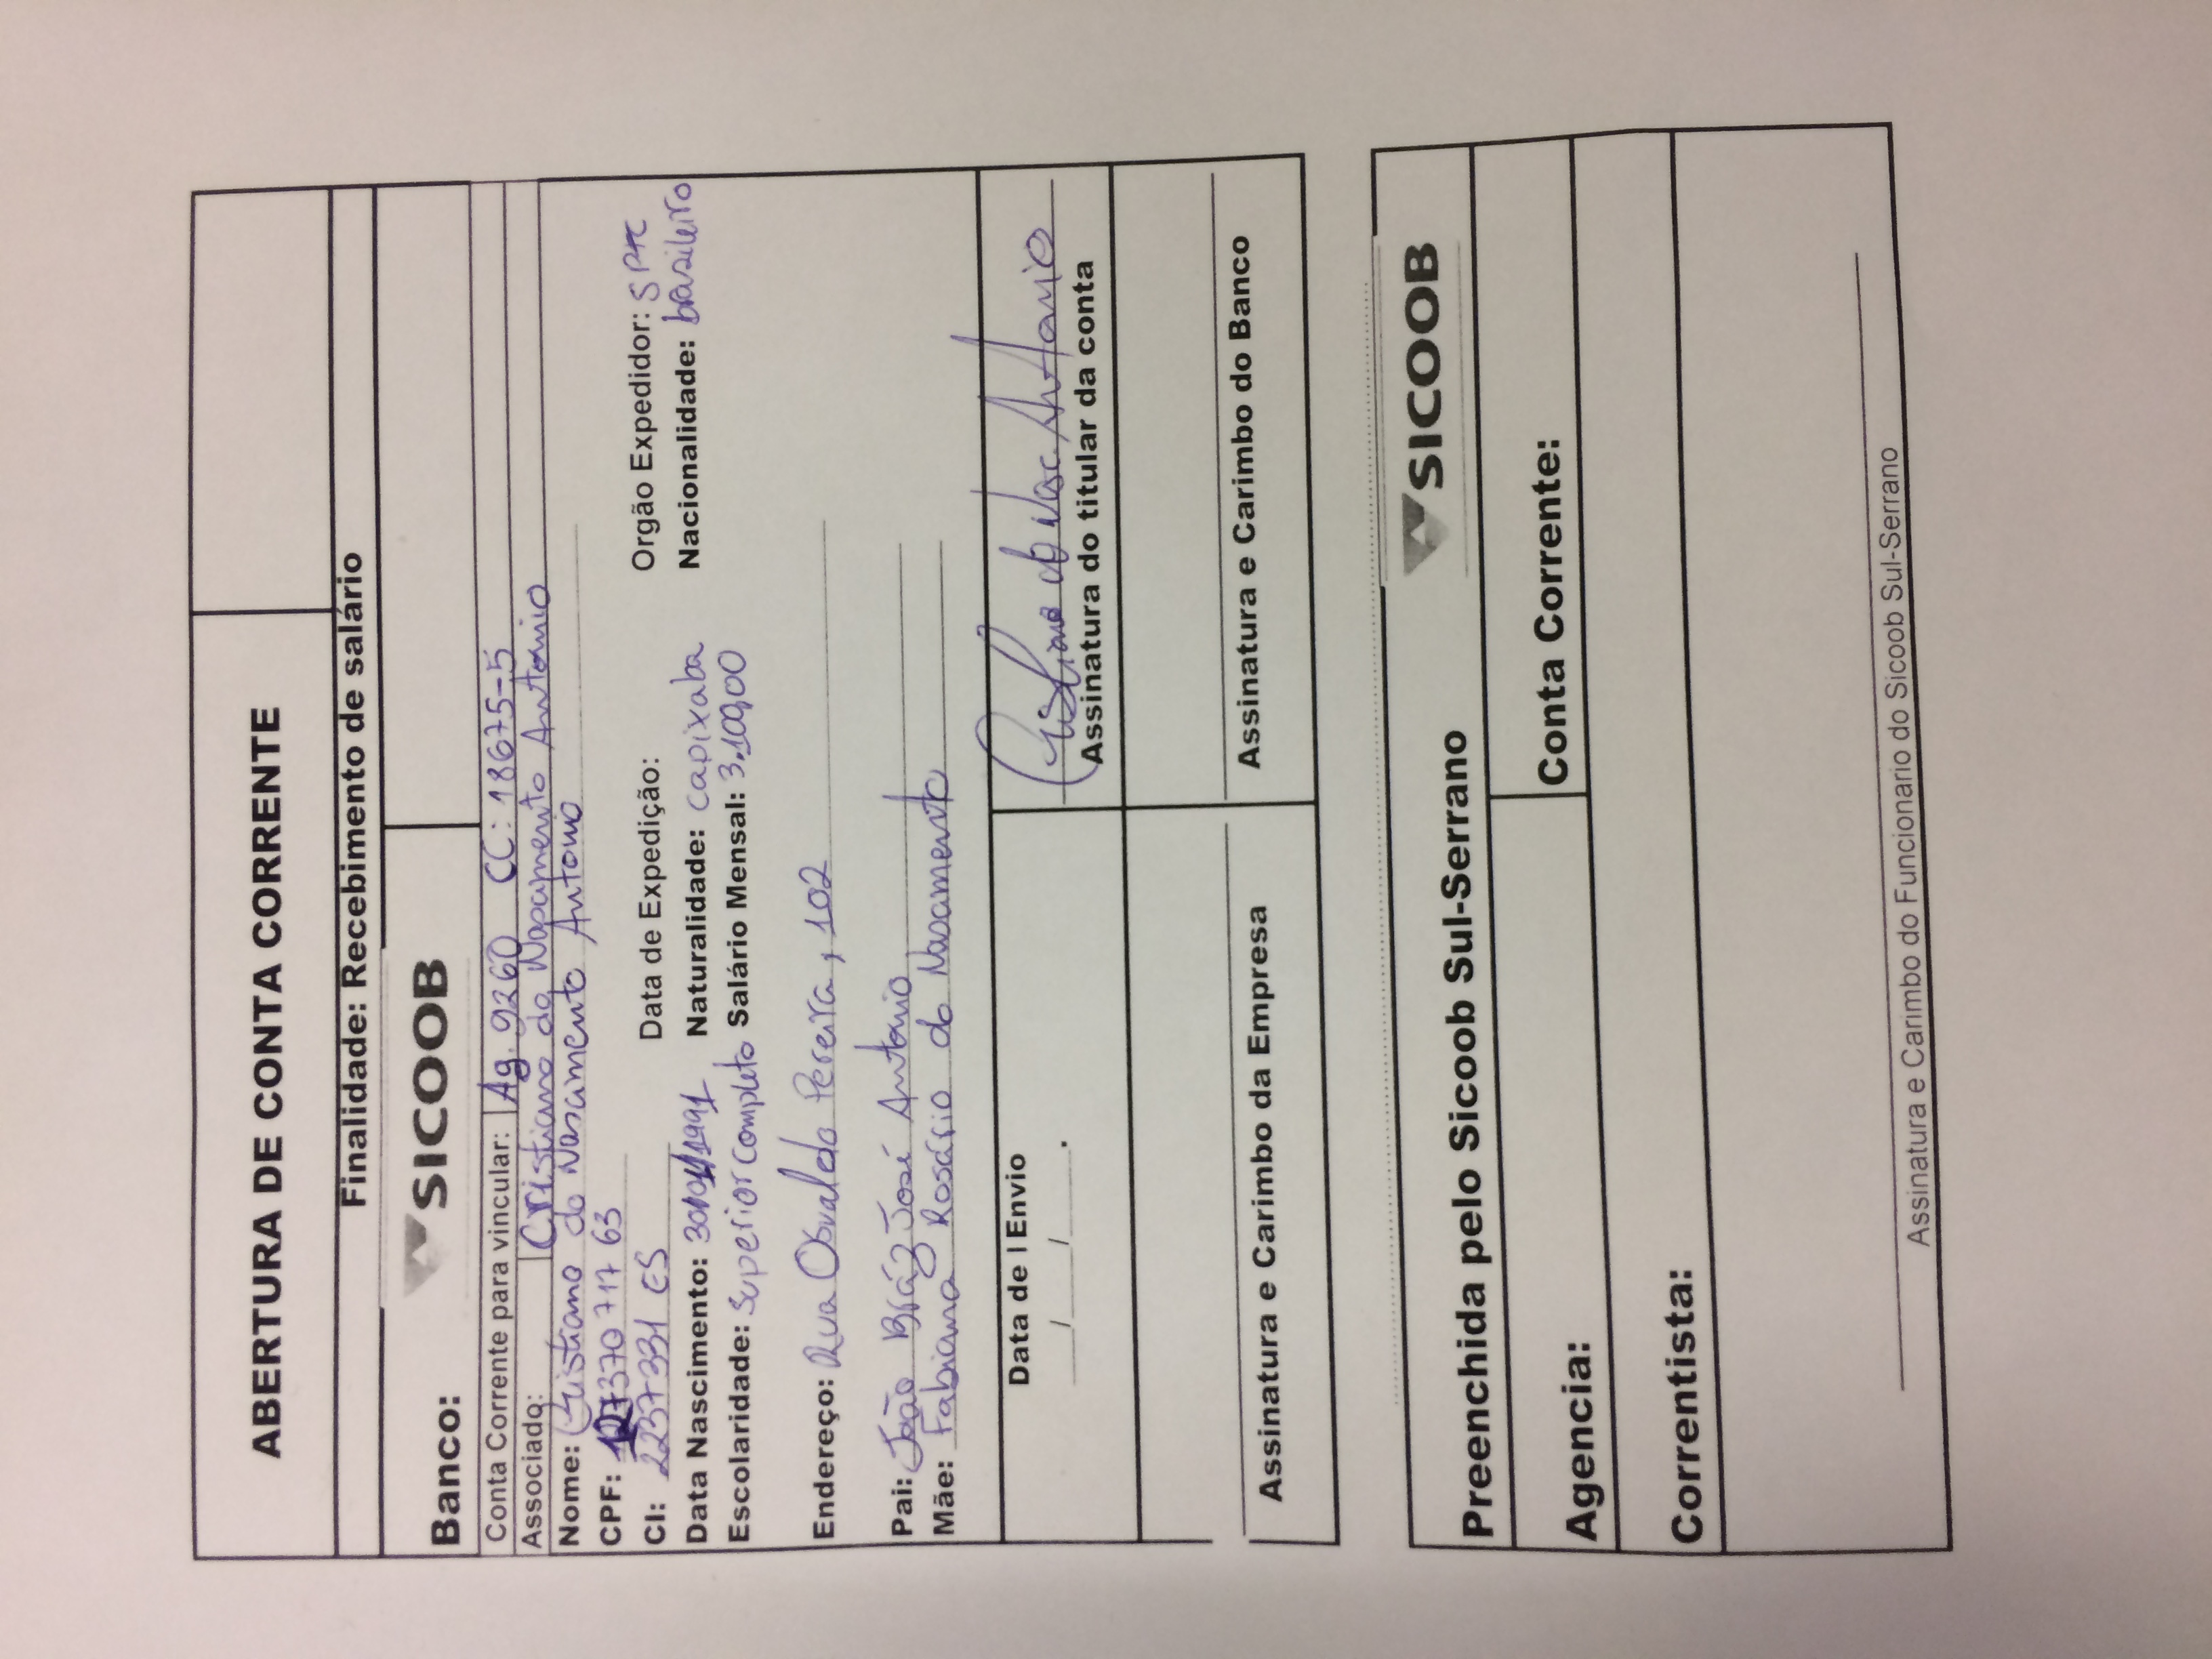 ABERTURA DE CONTA CORRENTE
Finalidade: Recebimento de salário
Banco: SICOOB
Conta Corrente para vincular: Ag. 9260 CC: 18675-5
Associado: Cristiano do Nascimento Antonio
Nome: Cristiano do Nascimento Antonio
CPF: 127370 717 63
CI: 2237331 ES Data de Expedição: Orgão Expedidor: SPTC
Data Nascimento: 30/01/1991 Naturalidade: capixaba Nacionalidade: brasileiro
Escolaridade: Superior completo Salário Mensal: 3.100,00
Endereço: Rua Osvaldo Pereira, 102
Pai: João Bráz José Antonio
Mãe: Fabiana Rosário do Nascimento
Data de | Envio
___/____/_____.
Cristiano do Nasc. Antonio
Assinatura do titular da conta
Assinatura e Carimbo da Empresa Assinatura e Carimbo do Banco
Preenchida pelo Sicoob Sul-Serrano SICOOB
Agencia: Conta Corrente:
Correntista:
Assinatura e Carimbo do Funcionario do Sicoob Sul-Serrano